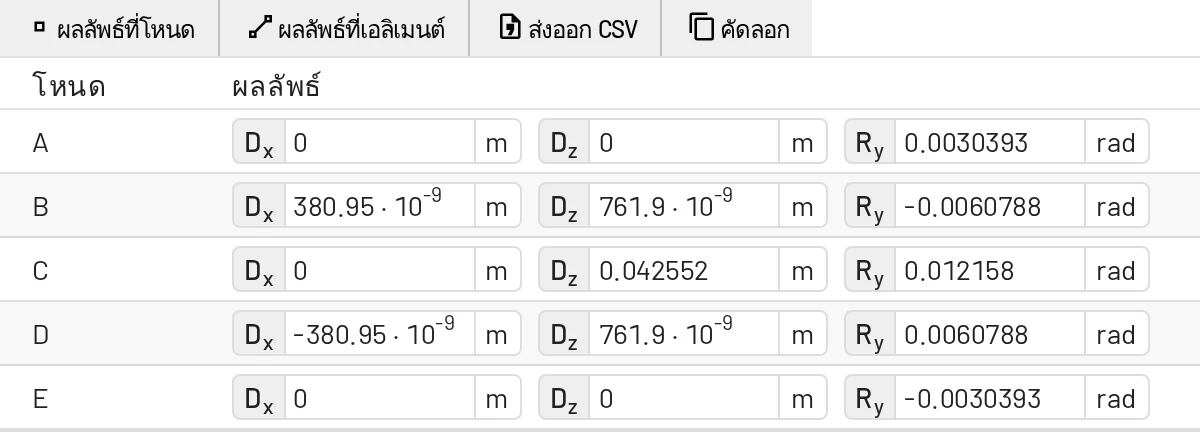 ผลลัพธ์ที่โหนด ผลลัพธ์ที่เอลิเมนต์ ส่งออก CSV คัดลอก
โหนด ผลลัพธ์
A Dx 0 m Dz 0 m Ry 0.0030393 rad
B Dx 380.95 · 10⁻⁹ m Dz 761.9 · 10⁻⁹ m Ry -0.0060788 rad
C Dx 0 m Dz 0.042552 m Ry 0.012158 rad
D Dx -380.95 · 10⁻⁹ m Dz 761.9 · 10⁻⁹ m Ry 0.0060788 rad
E Dx 0 m Dz 0 m Ry -0.0030393 rad